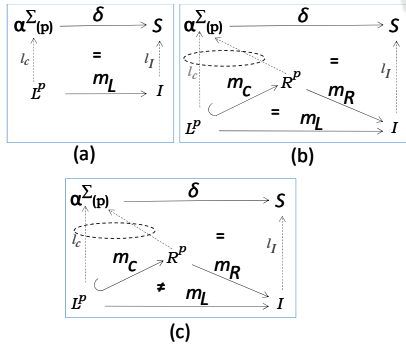 α^Σ(p) δ S
l_c = l_I
L^p m_L I
(a)
α^Σ(p) δ S
l_c = l_I
m_C R^p m_R
=
L^p m_L I
(b)
α^Σ(p) δ S
l_c = l_I
m_C R^p m_R
≠
L^p m_L I
(c)